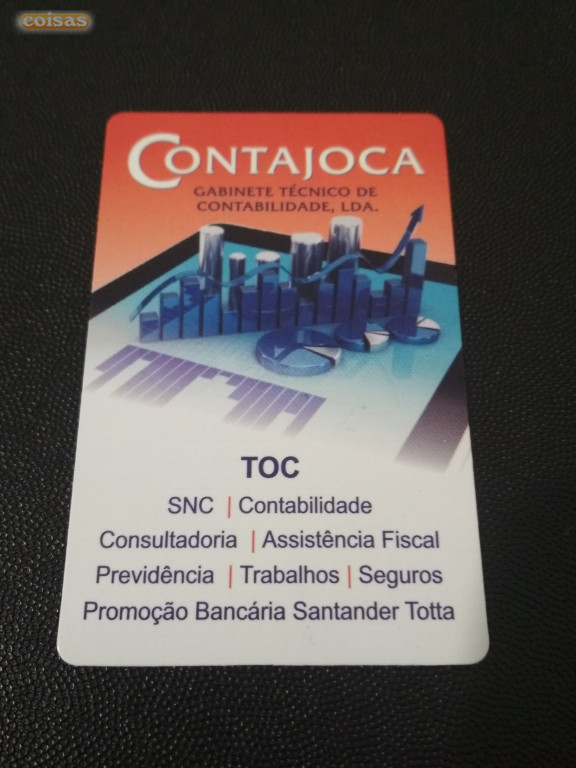 coisas
CONTAJOCA
GABINETE TÉCNICO DE
CONTABILIDADE, LDA.
TOC
SNC | Contabilidade
Consultadoria | Assistência Fiscal
Previdência | Trabalhos | Seguros
Promoção Bancária Santander Totta